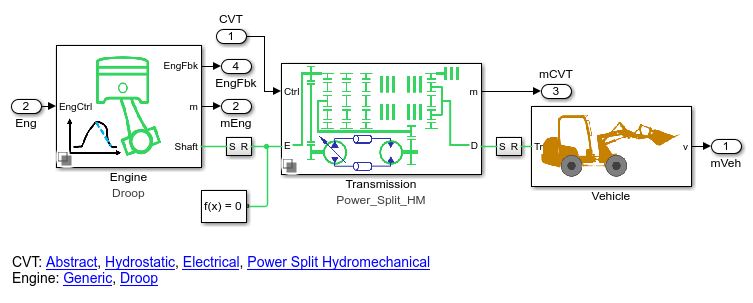 CVT
1
EngFbk
4
EngFbk
2
Eng
EngCtrl
m
2
mEng
Shaft
S R
Engine
Droop
f(x) = 0
Ctrl
m
E
D
Transmission
Power_Split_HM
mCVT
3
S R
Tr
v
1
mVeh
Vehicle
CVT: Abstract, Hydrostatic, Electrical, Power Split Hydromechanical
Engine: Generic, Droop